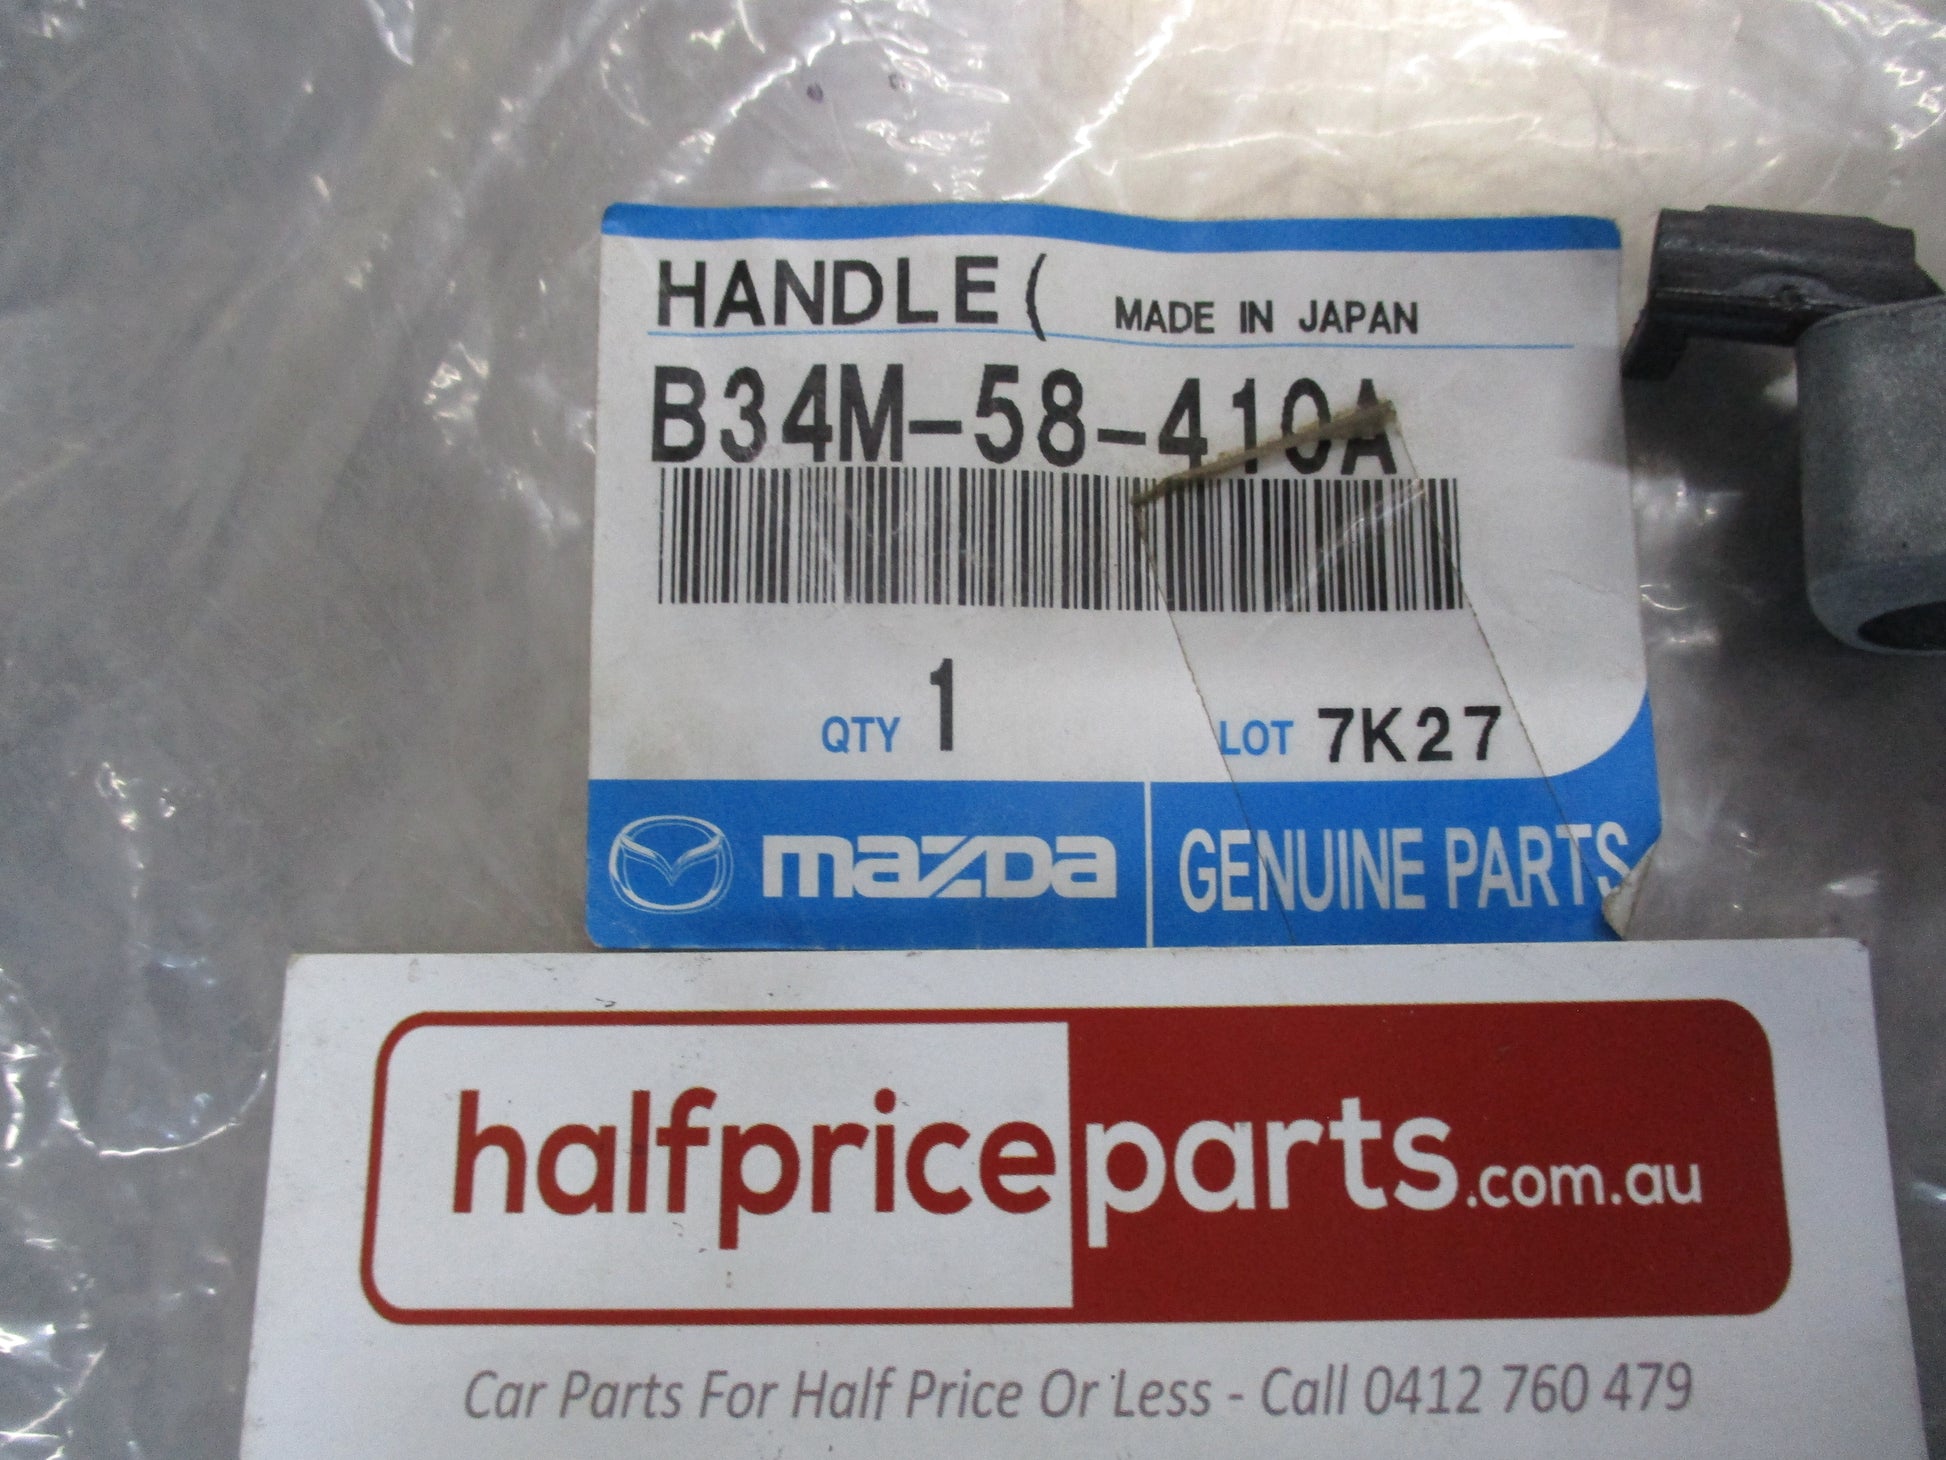 HANDLE ( MADE IN JAPAN
B34M-58-410A
QTY 1 LOT 7K27
mazda GENUINE PARTS
halfpriceparts.com.au
Car Parts For Half Price Or Less - Call 0412 760 479